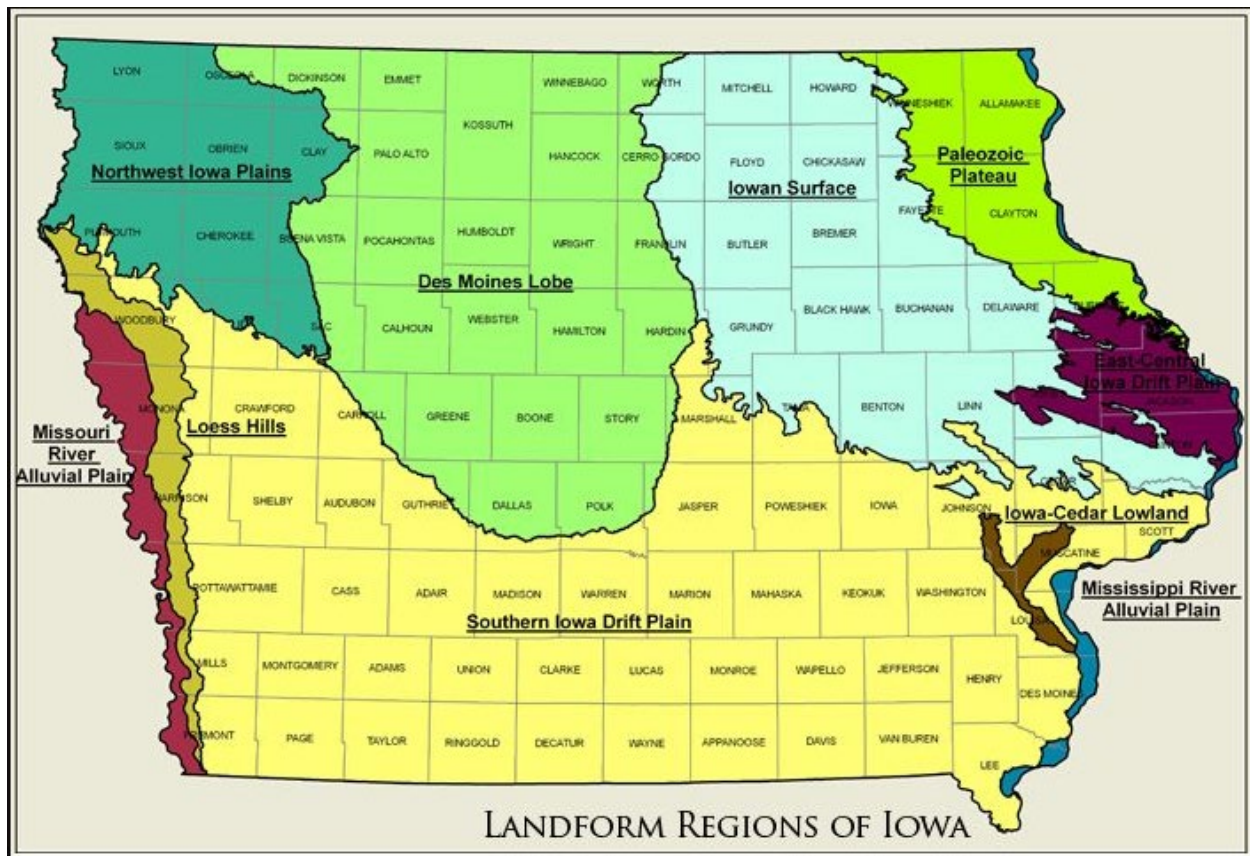 LYON
OSCEOLA
DICKINSON
EMMET
WINNEBAGO
WORTH
MITCHELL
HOWARD
WINNESHIEK
ALLAMAKEE
KOSSUTH
SIOUX
OBRIEN
CLAY
PALO ALTO
HANCOCK
CERRO GORDO
FLOYD
CHICKASAW
Northwest Iowa Plains
Iowan Surface
Paleozoic
Plateau
PLYMOUTH
CHEROKEE
BUENA VISTA
POCAHONTAS
HUMBOLDT
WRIGHT
FRANKLIN
BUTLER
BREMER
FAYETTE
CLAYTON
Des Moines Lobe
WOODBURY
SAC
CALHOUN
WEBSTER
HAMILTON
HARDIN
GRUNDY
BLACK HAWK
BUCHANAN
DELAWARE
East-Central
Iowa Drift Plain
MONONA
CRAWFORD
CARROLL
GREENE
BOONE
STORY
MARSHALL
TAMA
BENTON
LINN
JACKSON
Loess Hills
Missouri
River
Alluvial Plain
CLINTON
HARRISON
SHELBY
AUDUBON
GUTHRIE
DALLAS
POLK
JASPER
POWESHIEK
IOWA
JOHNSON
CEDAR
Iowa-Cedar Lowland
SCOTT
MUSCATINE
POTTAWATTAMIE
CASS
ADAIR
MADISON
WARREN
MARION
MAHASKA
KEOKUK
WASHINGTON
Mississippi River
Alluvial Plain
LOUISA
Southern Iowa Drift Plain
MILLS
MONTGOMERY
ADAMS
UNION
CLARKE
LUCAS
MONROE
WAPELLO
JEFFERSON
HENRY
DES MOINES
FREMONT
PAGE
TAYLOR
RINGGOLD
DECATUR
WAYNE
APPANOOSE
DAVIS
VAN BUREN
LEE
LANDFORM REGIONS OF IOWA